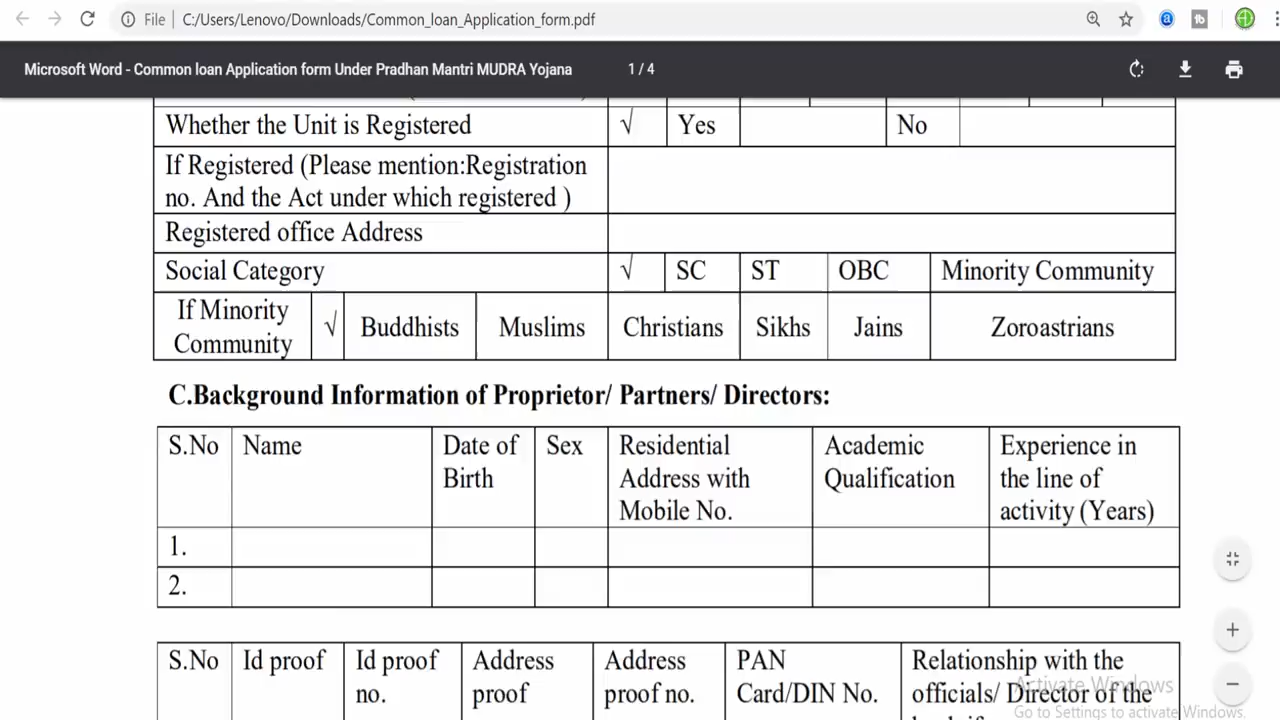 File C:/Users/Lenovo/Downloads/Common_loan_Application_form.pdf
Microsoft Word - Common loan Application form Under Pradhan Mantri MUDRA Yojana 1 / 4
Whether the Unit is Registered √ Yes No
If Registered (Please mention:Registration
no. And the Act under which registered )
Registered office Address
Social Category √ SC ST OBC Minority Community
If Minority
Community √ Buddhists Muslims Christians Sikhs Jains Zoroastrians
C.Background Information of Proprietor/ Partners/ Directors:
S.No Name Date of Sex Residential Academic Experience in
Birth Address with Qualification the line of
Mobile No. activity (Years)
1.
2.
S.No Id proof Id proof Address Address PAN Relationship with the
no. proof proof no. Card/DIN No. officials/ Director of the
Activate Windows
Go to Settings to activate Windows.